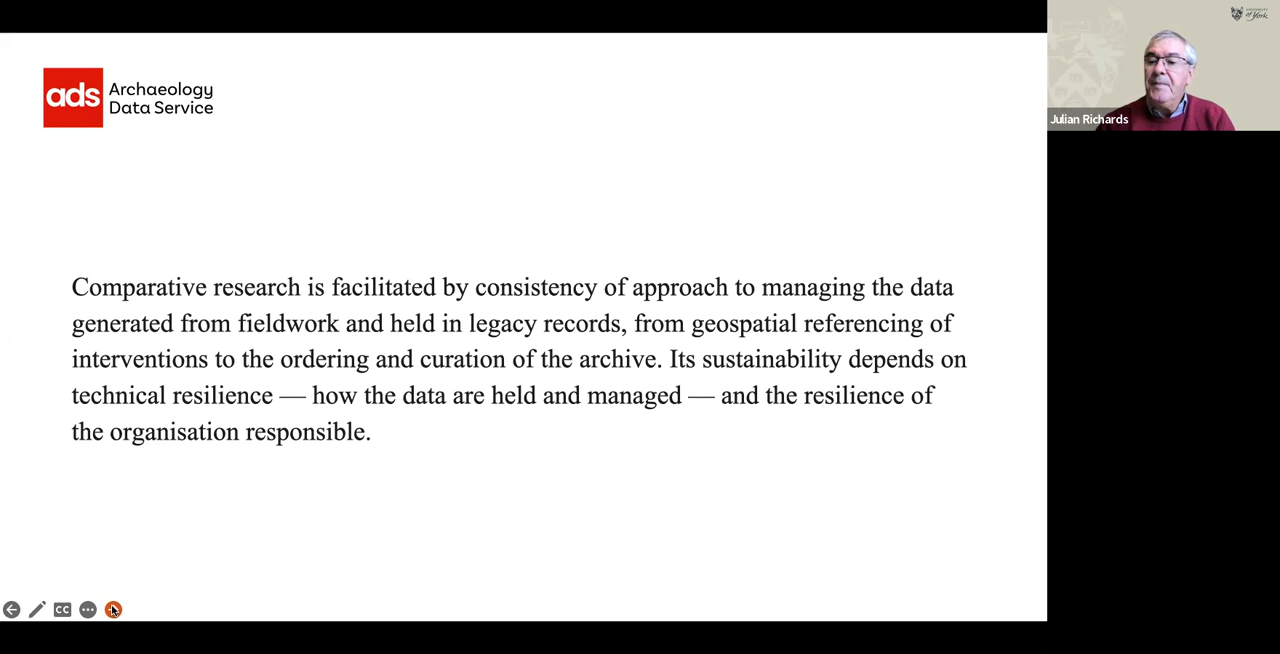 ads
Archaeology
Data Service
Comparative research is facilitated by consistency of approach to managing the data
generated from fieldwork and held in legacy records, from geospatial referencing of
interventions to the ordering and curation of the archive. Its sustainability depends on
technical resilience — how the data are held and managed — and the resilience of
the organisation responsible.
CC
UNIVERSITY
of York
Julian Richards